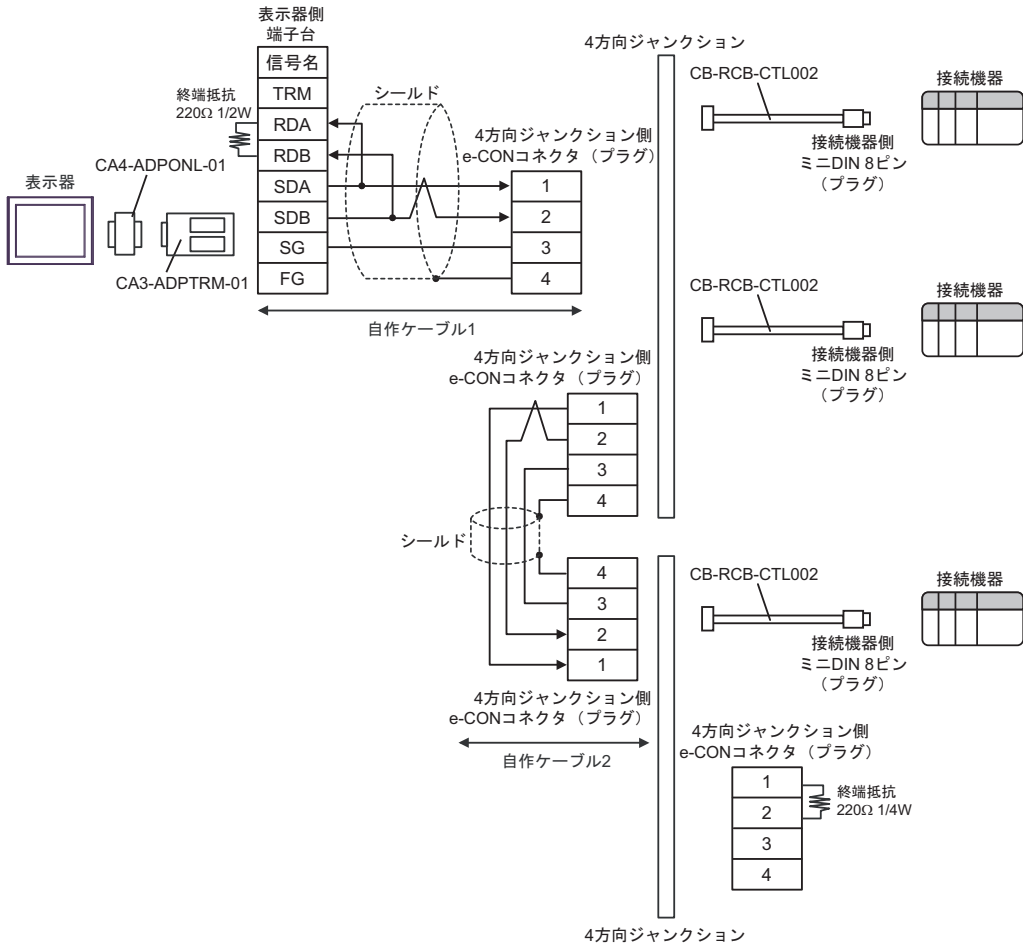 表示器側
端子台
信号名
TRM
RDA
RDB
SDA
SDB
SG
FG
終端抵抗
220Ω 1/2W
シールド
表示器
CA4-ADPONL-01
CA3-ADPTRM-01
4方向ジャンクション側
e-CONコネクタ（プラグ）
1
2
3
4
自作ケーブル1
4方向ジャンクション
CB-RCB-CTL002
接続機器側
ミニDIN 8ピン
（プラグ）
接続機器
CB-RCB-CTL002
接続機器側
ミニDIN 8ピン
（プラグ）
接続機器
4方向ジャンクション側
e-CONコネクタ（プラグ）
1
2
3
4
シールド
4
3
2
1
4方向ジャンクション側
e-CONコネクタ（プラグ）
自作ケーブル2
CB-RCB-CTL002
接続機器側
ミニDIN 8ピン
（プラグ）
接続機器
4方向ジャンクション側
e-CONコネクタ（プラグ）
1
2
3
4
終端抵抗
220Ω 1/4W
4方向ジャンクション